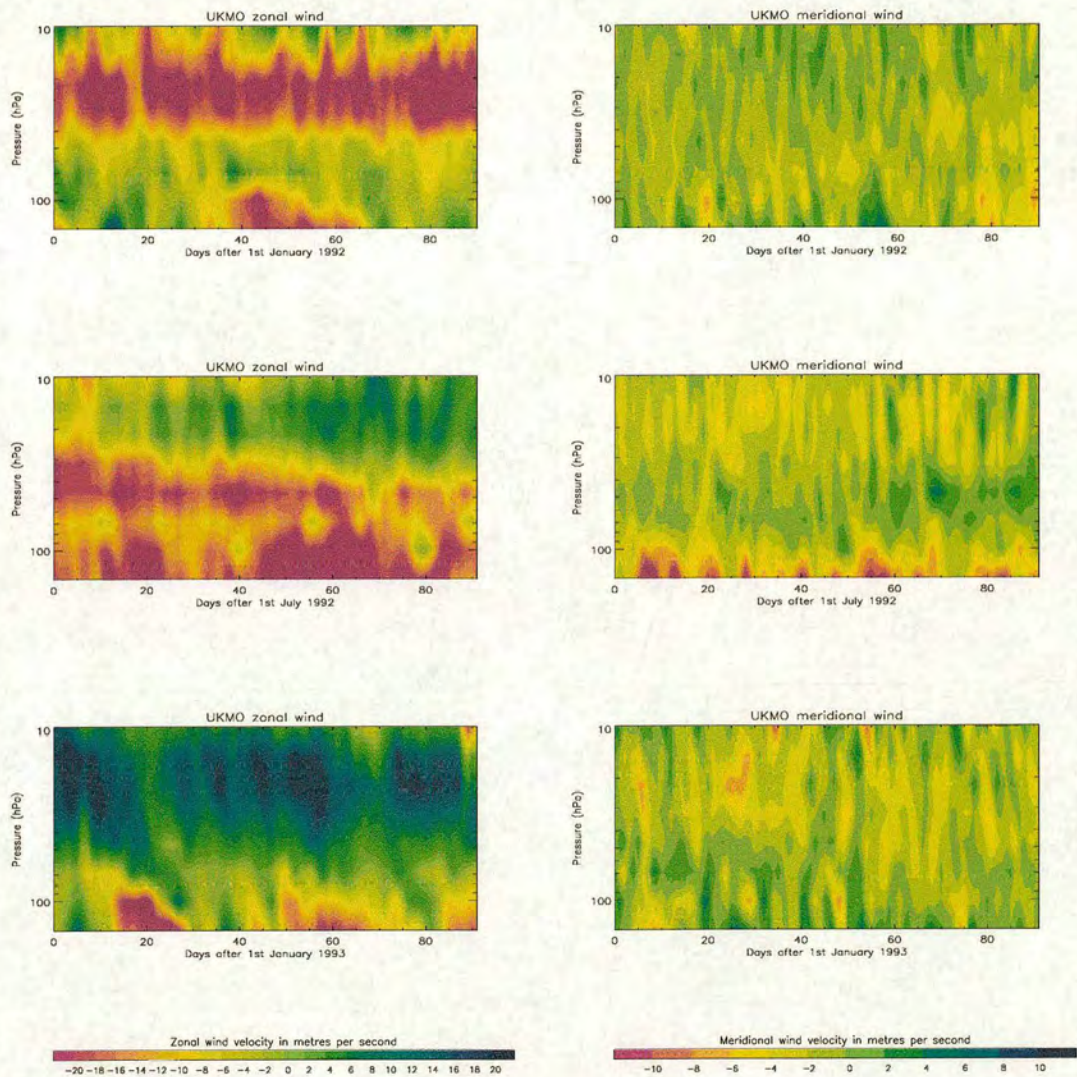 UKMO zonal wind
10
100
Pressure (hPa)
0 20 40 60 80
Days after 1st January 1992
UKMO meridional wind
10
100
Pressure (hPa)
0 20 40 60 80
Days after 1st January 1992
UKMO zonal wind
10
100
Pressure (hPa)
0 20 40 60 80
Days after 1st July 1992
UKMO meridional wind
10
100
Pressure (hPa)
0 20 40 60 80
Days after 1st July 1992
UKMO zonal wind
10
100
Pressure (hPa)
0 20 40 60 80
Days after 1st January 1993
UKMO meridional wind
10
100
Pressure (hPa)
0 20 40 60 80
Days after 1st January 1993
Zonal wind velocity in metres per second
-20 -18 -16 -14 -12 -10 -8 -6 -4 -2 0 2 4 6 8 10 12 14 16 18 20
Meridional wind velocity in metres per second
-10 -8 -6 -4 -2 0 2 4 6 8 10